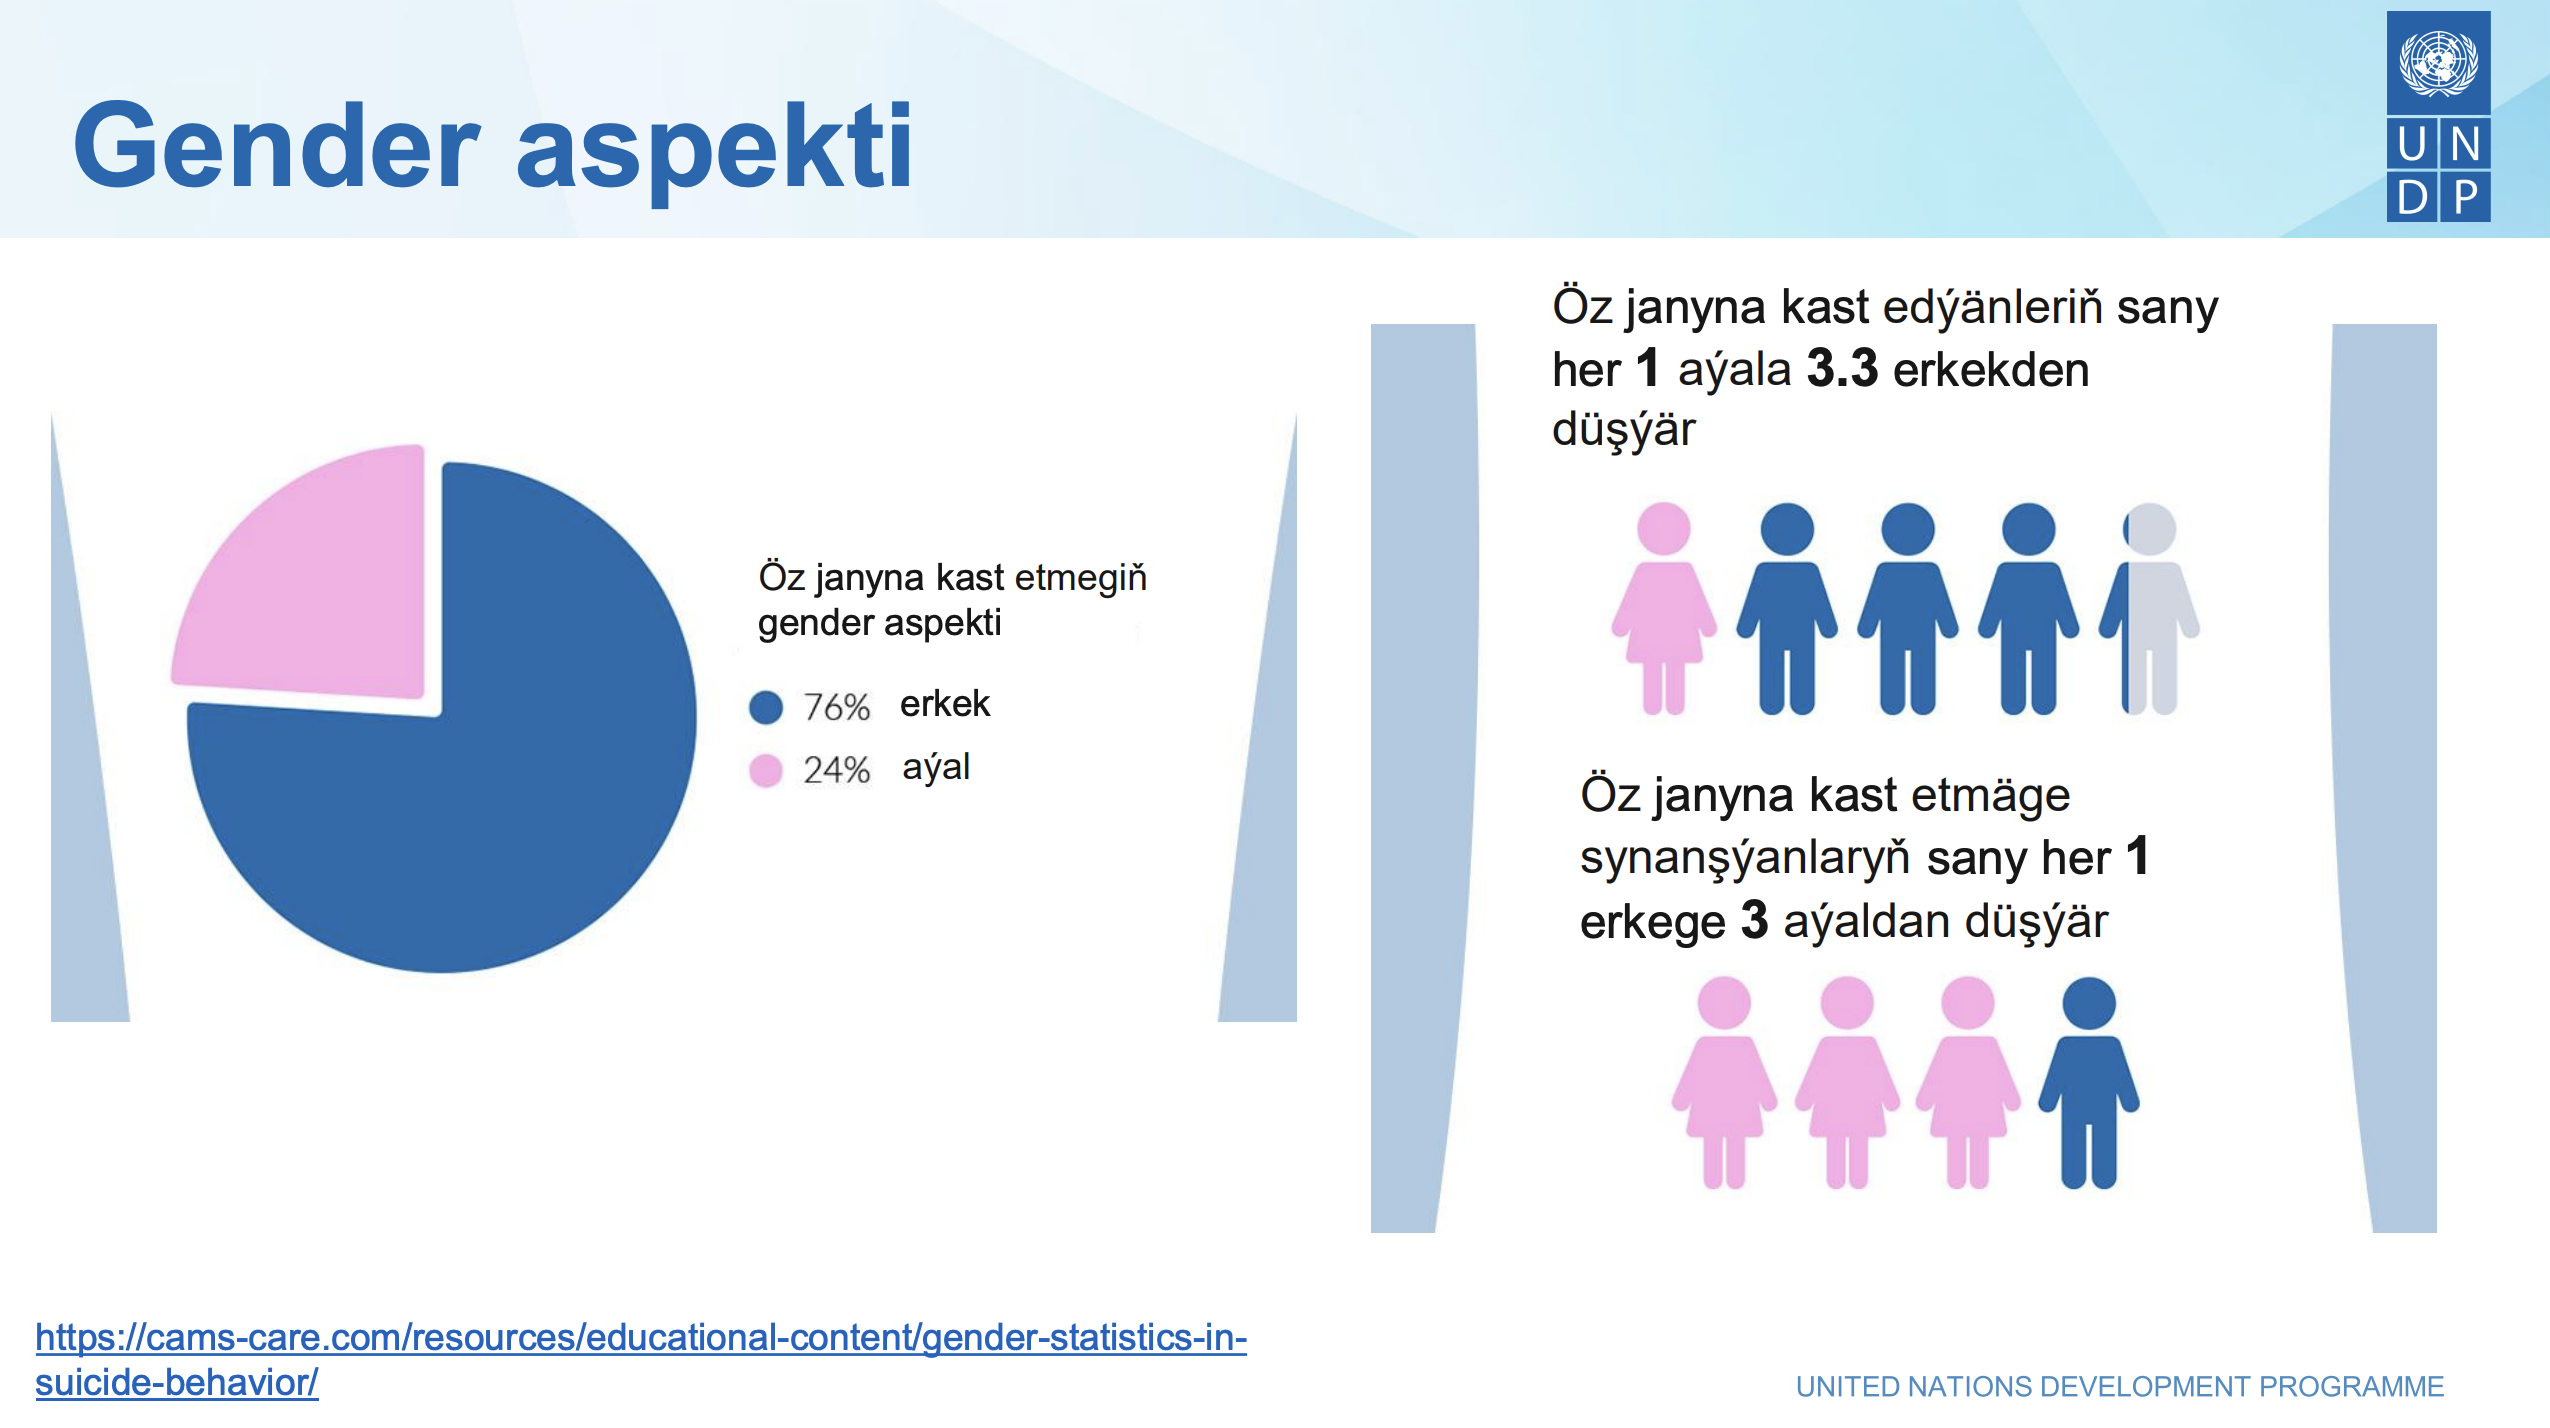 Gender aspekti
U N
D P
Öz janyna kast etmegiň
gender aspekti
76% erkek
24% aýal
Öz janyna kast edýänleriň sany
her 1 aýala 3.3 erkekden
düşýär
Öz janyna kast etmäge
synanşýanlaryň sany her 1
erkege 3 aýaldan düşýär
https://cams-care.com/resources/educational-content/gender-statistics-in-
suicide-behavior/
UNITED NATIONS DEVELOPMENT PROGRAMME